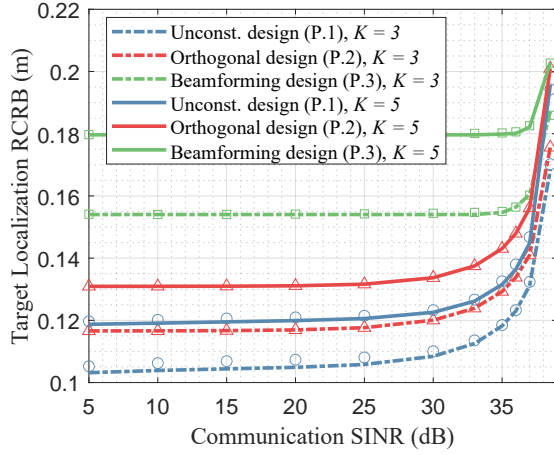 Target Localization RCRB (m)
0.22
0.2
0.18
0.16
0.14
0.12
0.1
Unconst. design (P.1), K = 3
Orthogonal design (P.2), K = 3
Beamforming design (P.3), K = 3
Unconst. design (P.1), K = 5
Orthogonal design (P.2), K = 5
Beamforming design (P.3), K = 5
5 10 15 20 25 30 35
Communication SINR (dB)